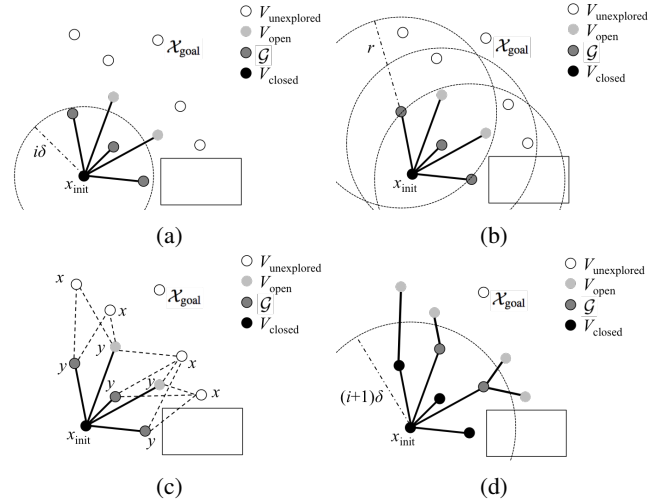 V_unexplored
V_open
𝒢
V_closed
𝒳_goal
iδ
x_init
(a)
V_unexplored
V_open
𝒢
V_closed
𝒳_goal
r
x_init
(b)
V_unexplored
V_open
𝒢
V_closed
𝒳_goal
x
x
x
x
y
y
y
y
y
x_init
(c)
V_unexplored
V_open
𝒢
V_closed
𝒳_goal
(i+1)δ
x_init
(d)